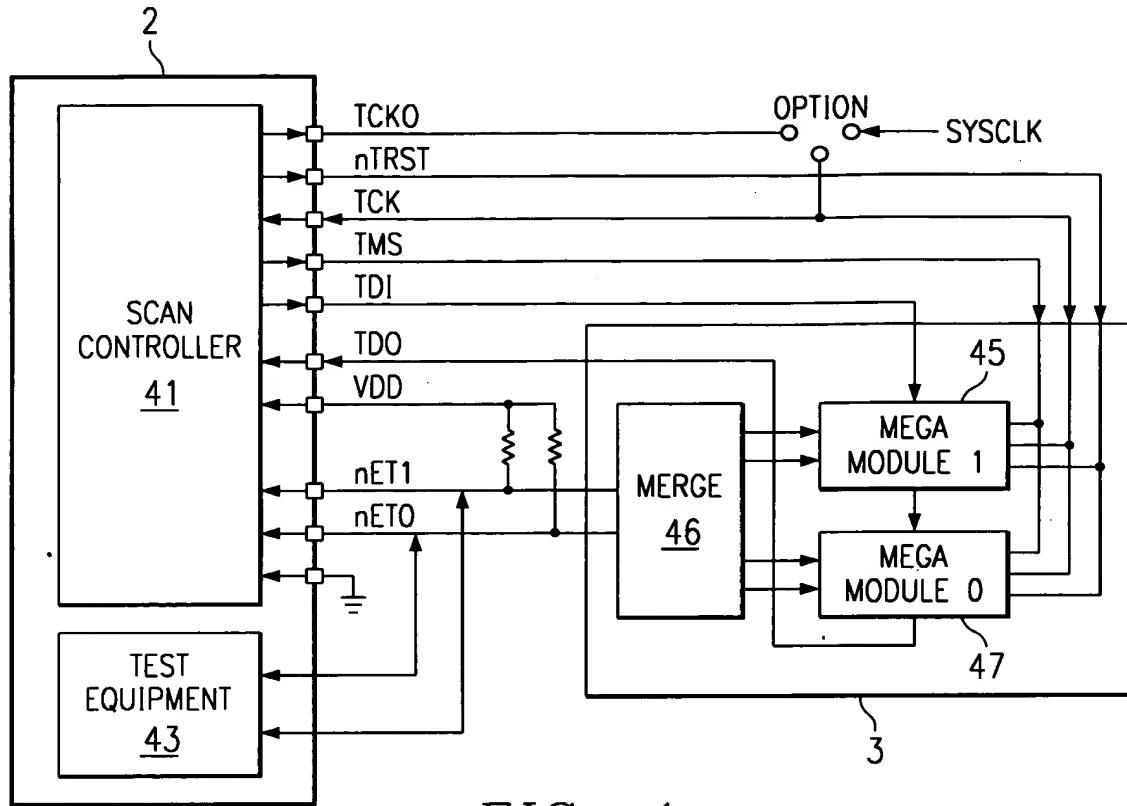 2
TCKO
OPTION
SYSCLK
nTRST
TCK
TMS
TDI
SCAN
CONTROLLER
41
TDO
VDD
45
MEGA
MODULE 1
MERGE
46
nET1
nET0
MEGA
MODULE 0
47
TEST
EQUIPMENT
43
3